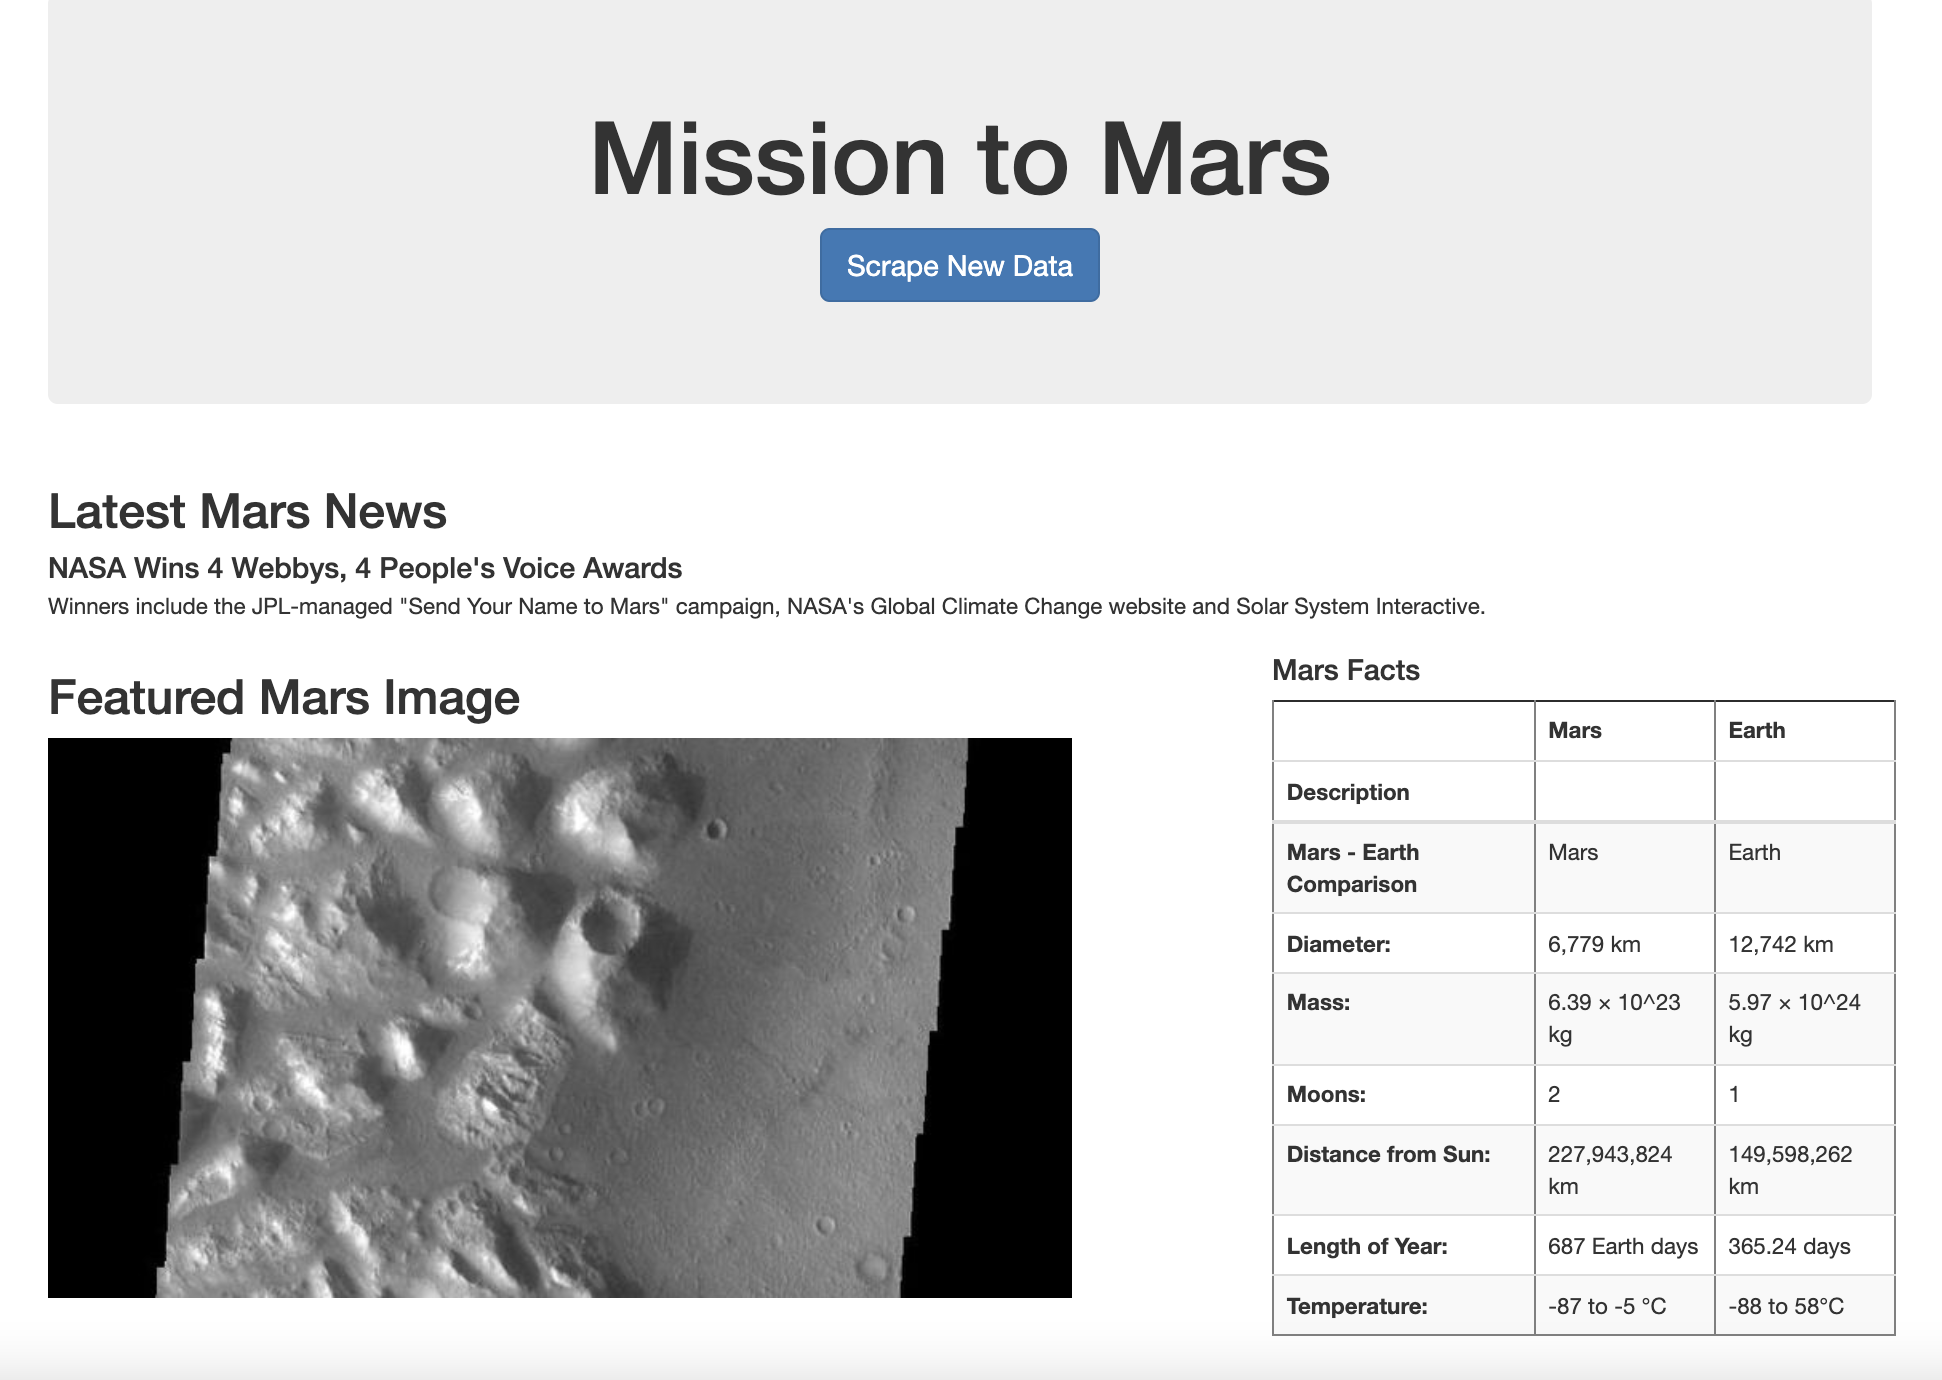 Mission to Mars
Scrape New Data
Latest Mars News
NASA Wins 4 Webbys, 4 People's Voice Awards
Winners include the JPL-managed "Send Your Name to Mars" campaign, NASA's Global Climate Change website and Solar System Interactive.
Featured Mars Image
Mars Facts
Mars Earth
Description
Mars - Earth Comparison Mars Earth
Diameter: 6,779 km 12,742 km
Mass: 6.39 × 10^23 kg 5.97 × 10^24 kg
Moons: 2 1
Distance from Sun: 227,943,824 km 149,598,262 km
Length of Year: 687 Earth days 365.24 days
Temperature: -87 to -5 °C -88 to 58°C